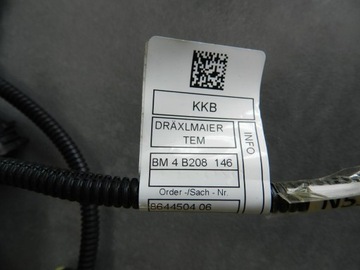 KKB
DRÄXLMAIER
TEM
INFO
BM 4 B208 146
Order -/Sach - Nr.
8644504 06